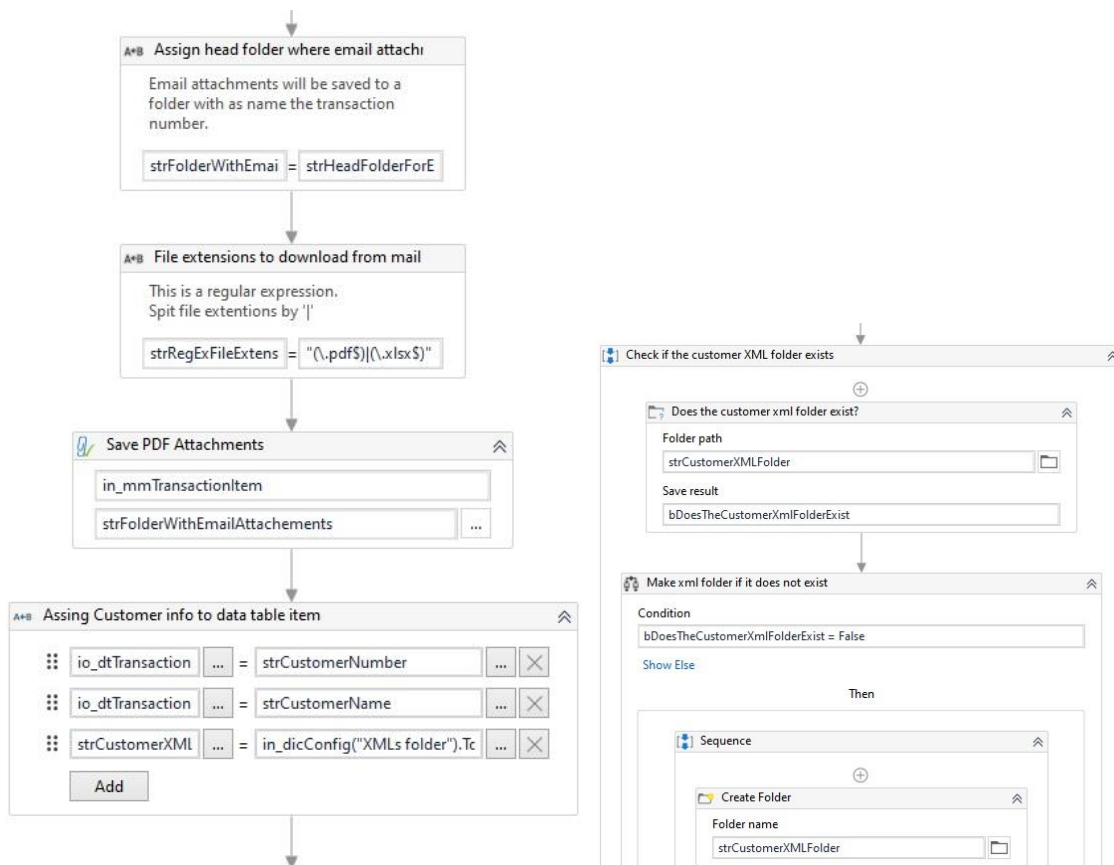 A+B Assign head folder where email attachı
Email attachments will be saved to a
folder with as name the transaction
number.
strFolderWithEmai = strHeadFolderForE
A+B File extensions to download from mail
This is a regular expression.
Spit file extentions by '|'
strRegExFileExtens = "(\.pdf$)|(\.xlsx$)"
Save PDF Attachments
in_mmTransactionItem
strFolderWithEmailAttachements ...
A+B Assing Customer info to data table item
io_dtTransaction ... = strCustomerNumber ...
io_dtTransaction ... = strCustomerName ...
strCustomerXML ... = in_dicConfig("XMLs folder").Tc ...
Add
Check if the customer XML folder exists
Does the customer xml folder exist?
Folder path
strCustomerXMLFolder
Save result
bDoesTheCustomerXmlFolderExist
Make xml folder if it does not exist
Condition
bDoesTheCustomerXmlFolderExist = False
Show Else
Then
Sequence
Create Folder
Folder name
strCustomerXMLFolder